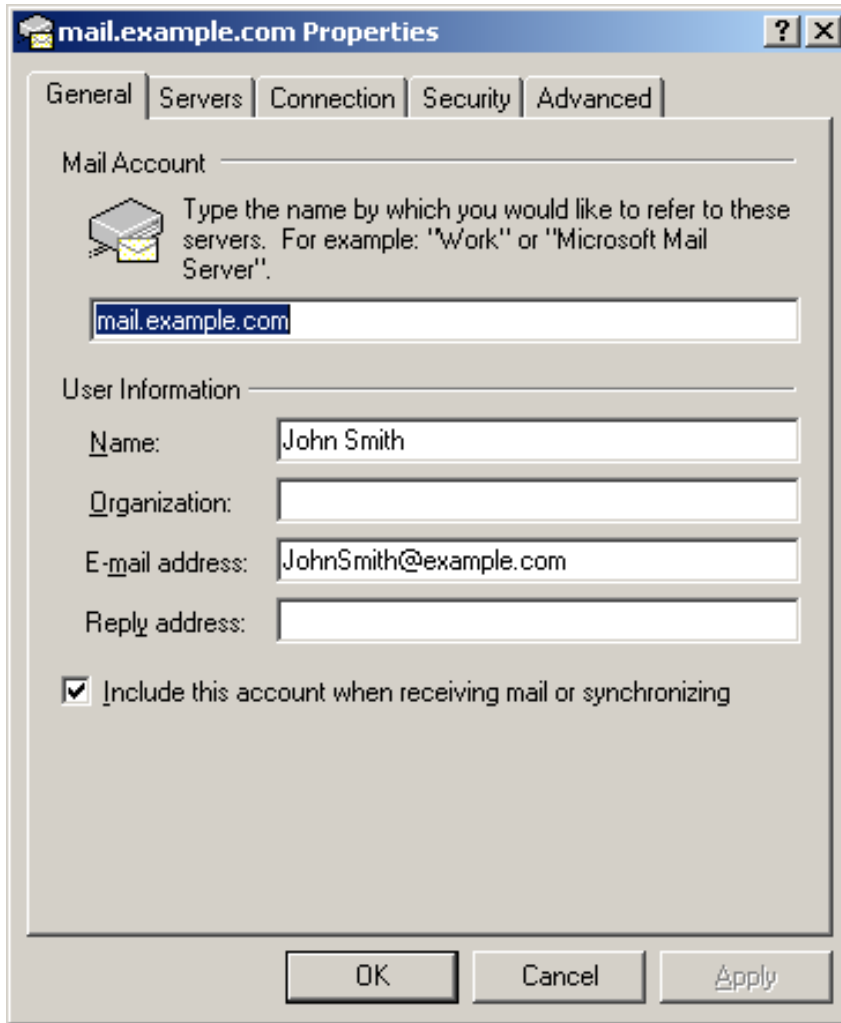 mail.example.com Properties
General Servers Connection Security Advanced
Mail Account
Type the name by which you would like to refer to these
servers. For example: "Work" or "Microsoft Mail
Server".
mail.example.com
User Information
Name: John Smith
Organization:
E-mail address: JohnSmith@example.com
Reply address:
Include this account when receiving mail or synchronizing
OK Cancel Apply